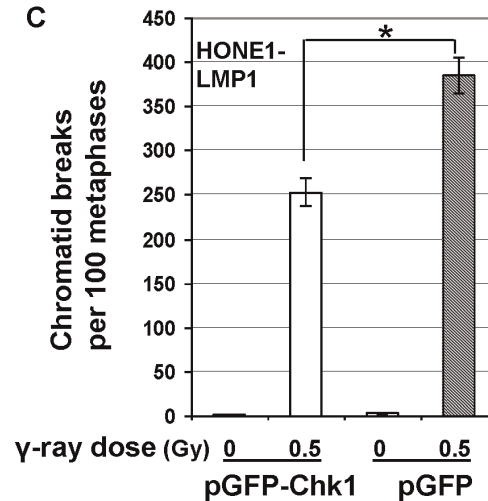 C
HONE1-
LMP1
*
Chromatid breaks
per 100 metaphases
450
400
350
300
250
200
150
100
50
0
γ-ray dose (Gy) 0 0.5 0 0.5
pGFP-Chk1 pGFP